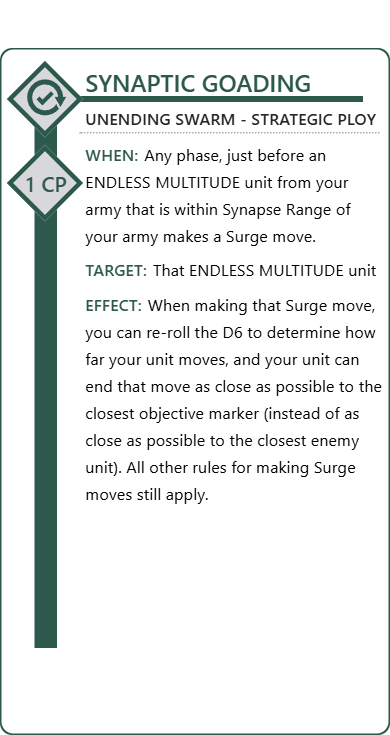 SYNAPTIC GOADING
UNENDING SWARM - STRATEGIC PLOY
WHEN: Any phase, just before an
1 CP
ENDLESS MULTITUDE unit from your
army that is within Synapse Range of
your army makes a Surge move.
TARGET: That ENDLESS MULTITUDE unit
EFFECT: When making that Surge move,
you can re-roll the D6 to determine how
far your unit moves, and your unit can
end that move as close as possible to the
closest objective marker (instead of as
close as possible to the closest enemy
unit). All other rules for making Surge
moves still apply.